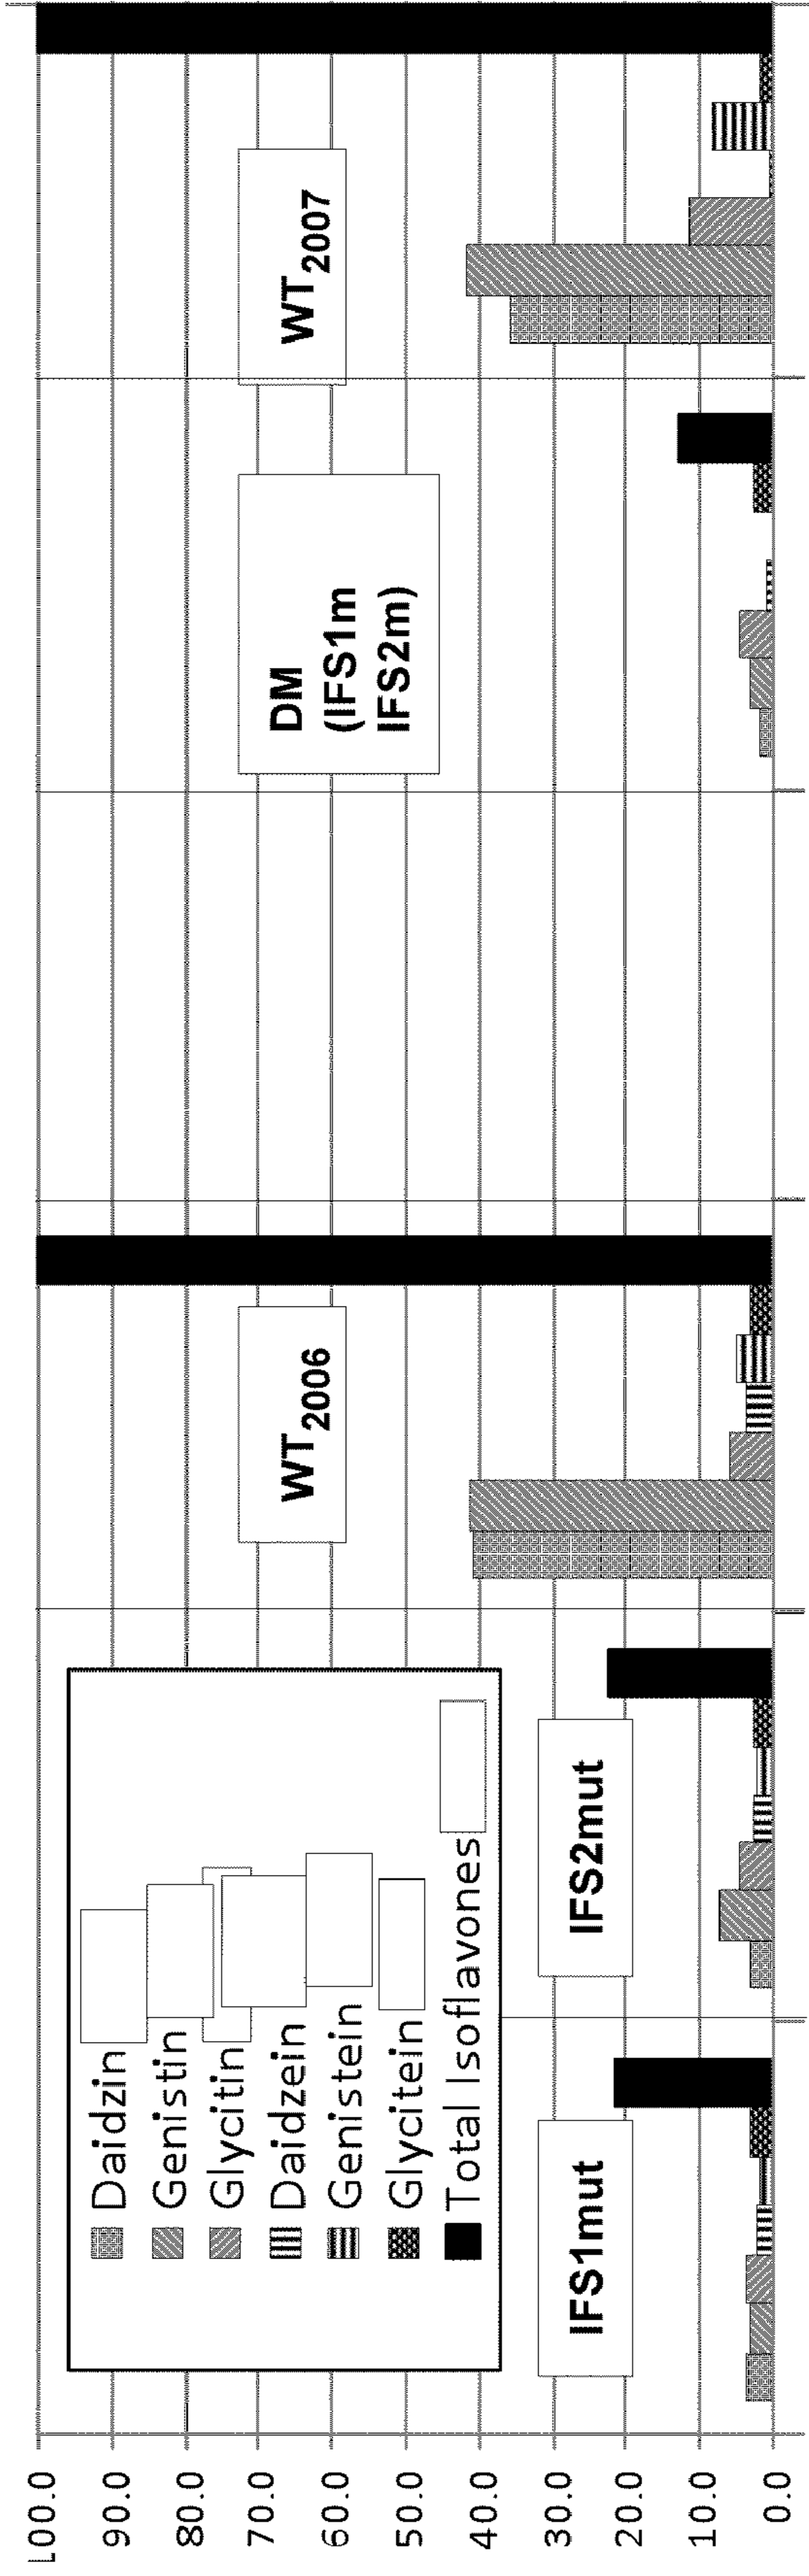 100.0
90.0
80.0
70.0
60.0
50.0
40.0
30.0
20.0
10.0
0.0
Daidzin
Genistin
Glycitin
Daidzein
Genistein
Glycitein
Total Isoflavones
IFS1mut
IFS2mut
WT2006
DM
(IFS1m
IFS2m)
WT2007